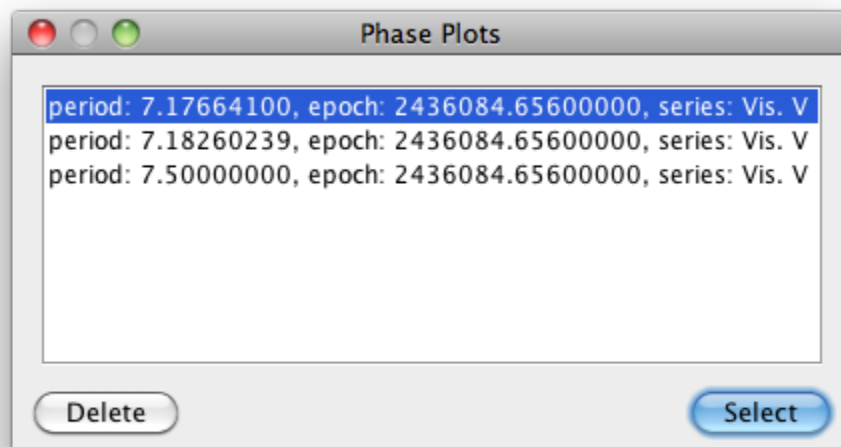 Phase Plots
period: 7.17664100, epoch: 2436084.65600000, series: Vis. V
period: 7.18260239, epoch: 2436084.65600000, series: Vis. V
period: 7.50000000, epoch: 2436084.65600000, series: Vis. V
Delete Select